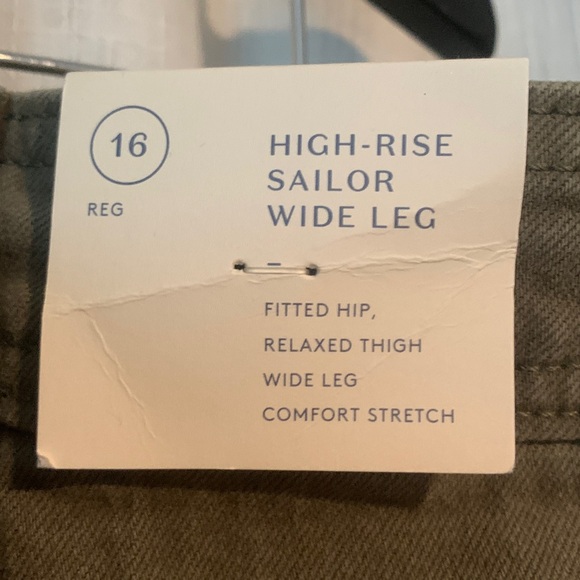 16
REG
HIGH-RISE
SAILOR
WIDE LEG
–
FITTED HIP,
RELAXED THIGH
WIDE LEG
COMFORT STRETCH